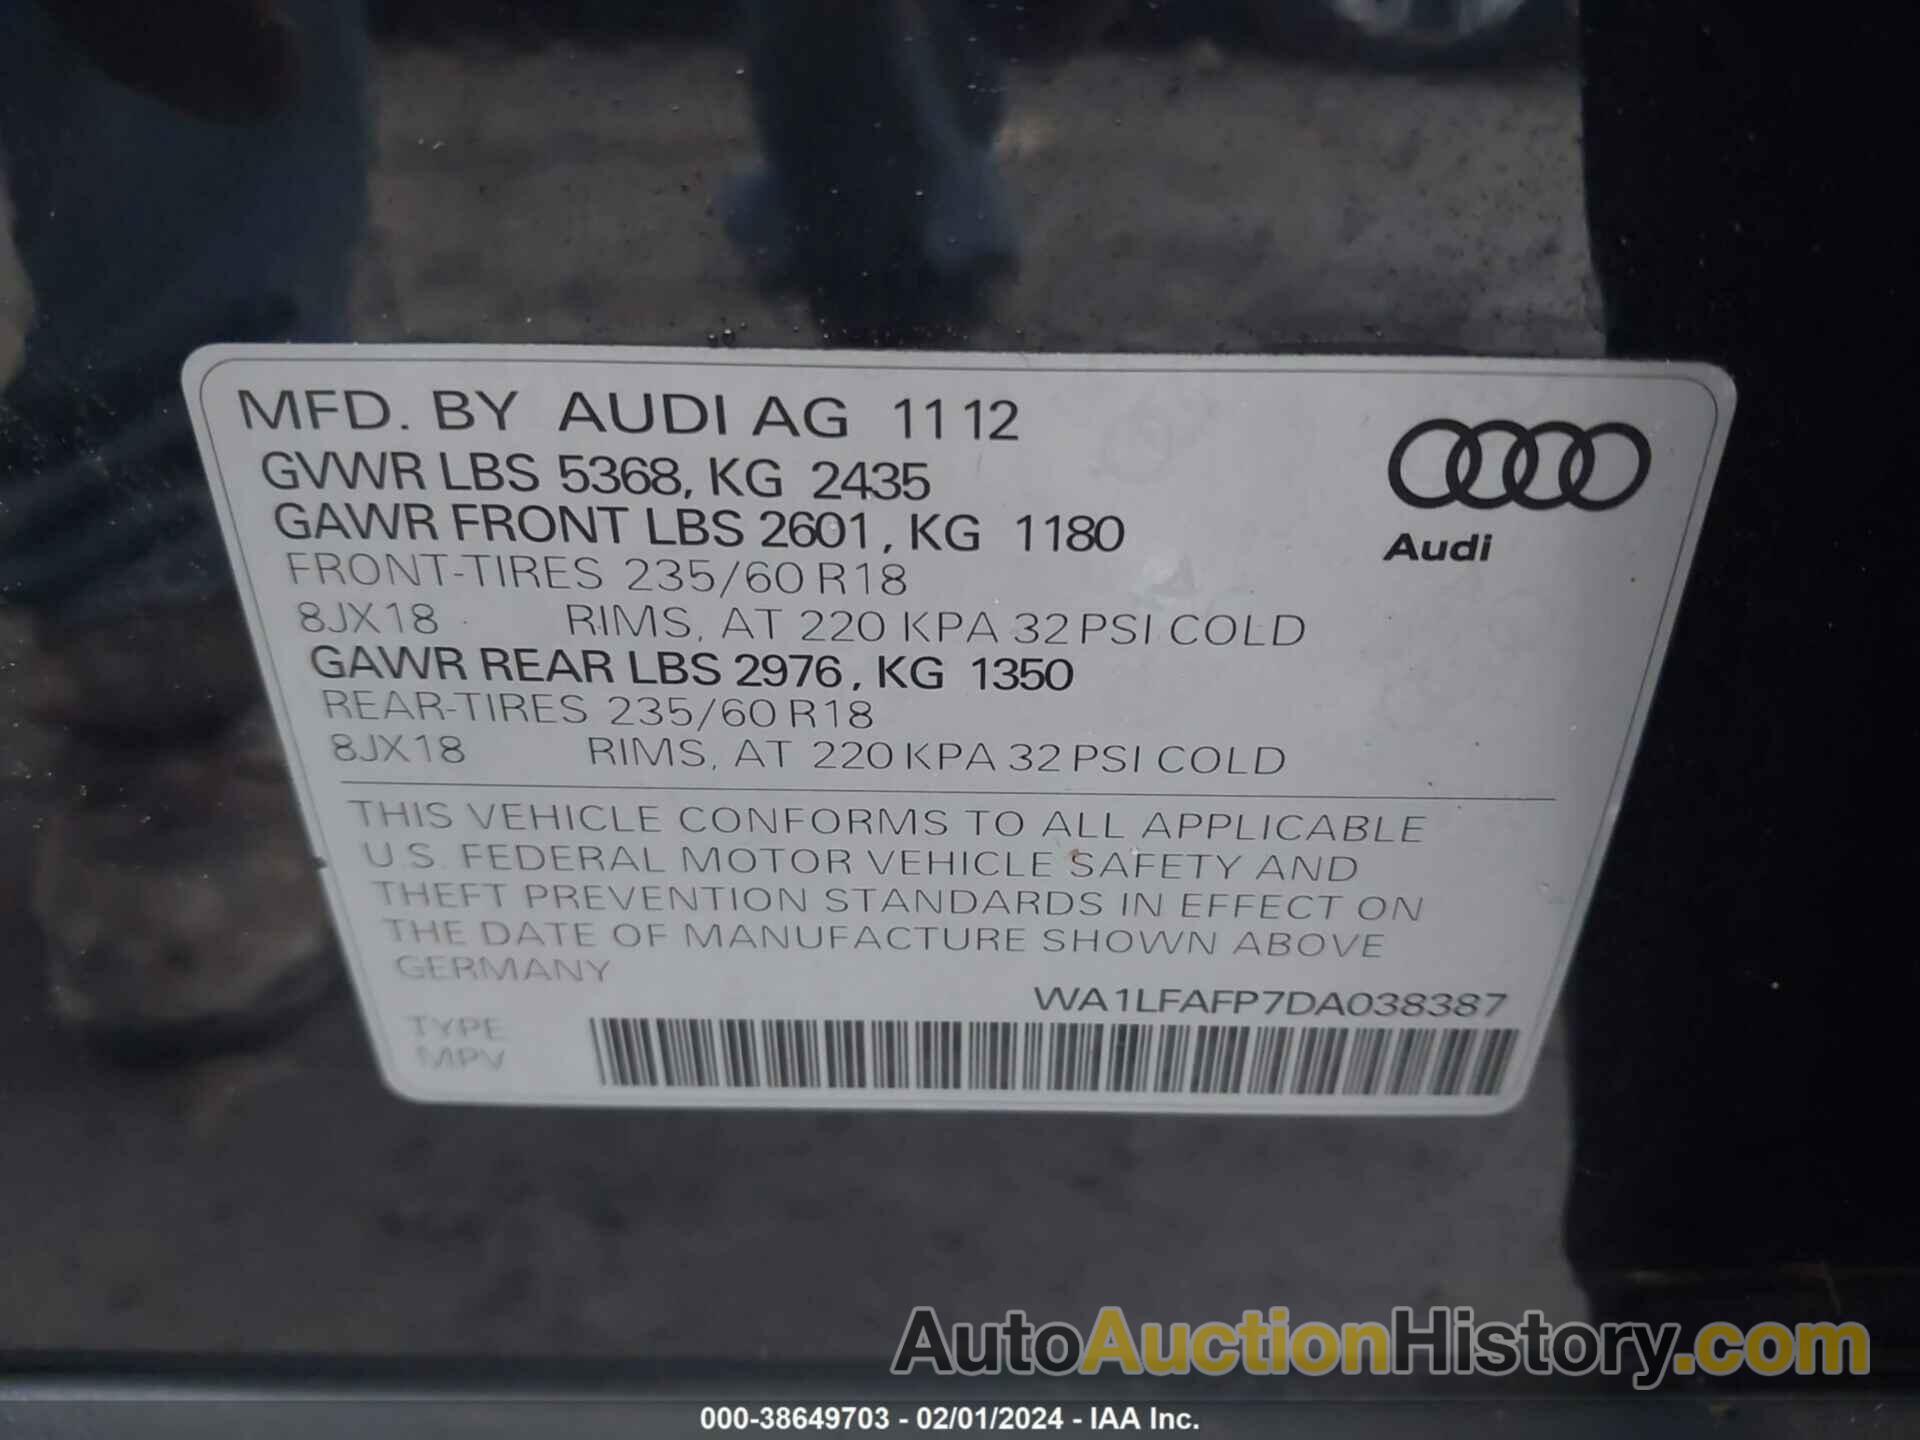 MFD. BY AUDI AG 11 12
GVWR LBS 5368, KG 2435
GAWR FRONT LBS 2601, KG 1180
FRONT-TIRES 235/60 R18
8JX18 RIMS, AT 220 KPA 32 PSI COLD
GAWR REAR LBS 2976, KG 1350
REAR-TIRES 235/60 R18
8JX18 RIMS, AT 220 KPA 32 PSI COLD
Audi
THIS VEHICLE CONFORMS TO ALL APPLICABLE
U.S. FEDERAL MOTOR VEHICLE SAFETY AND
THEFT PREVENTION STANDARDS IN EFFECT ON
THE DATE OF MANUFACTURE SHOWN ABOVE
GERMANY
WA1LFAFP7DA038387
TYPE
MPV
AutoAuctionHistory.com
000-38649703 - 02/01/2024 - IAA Inc.